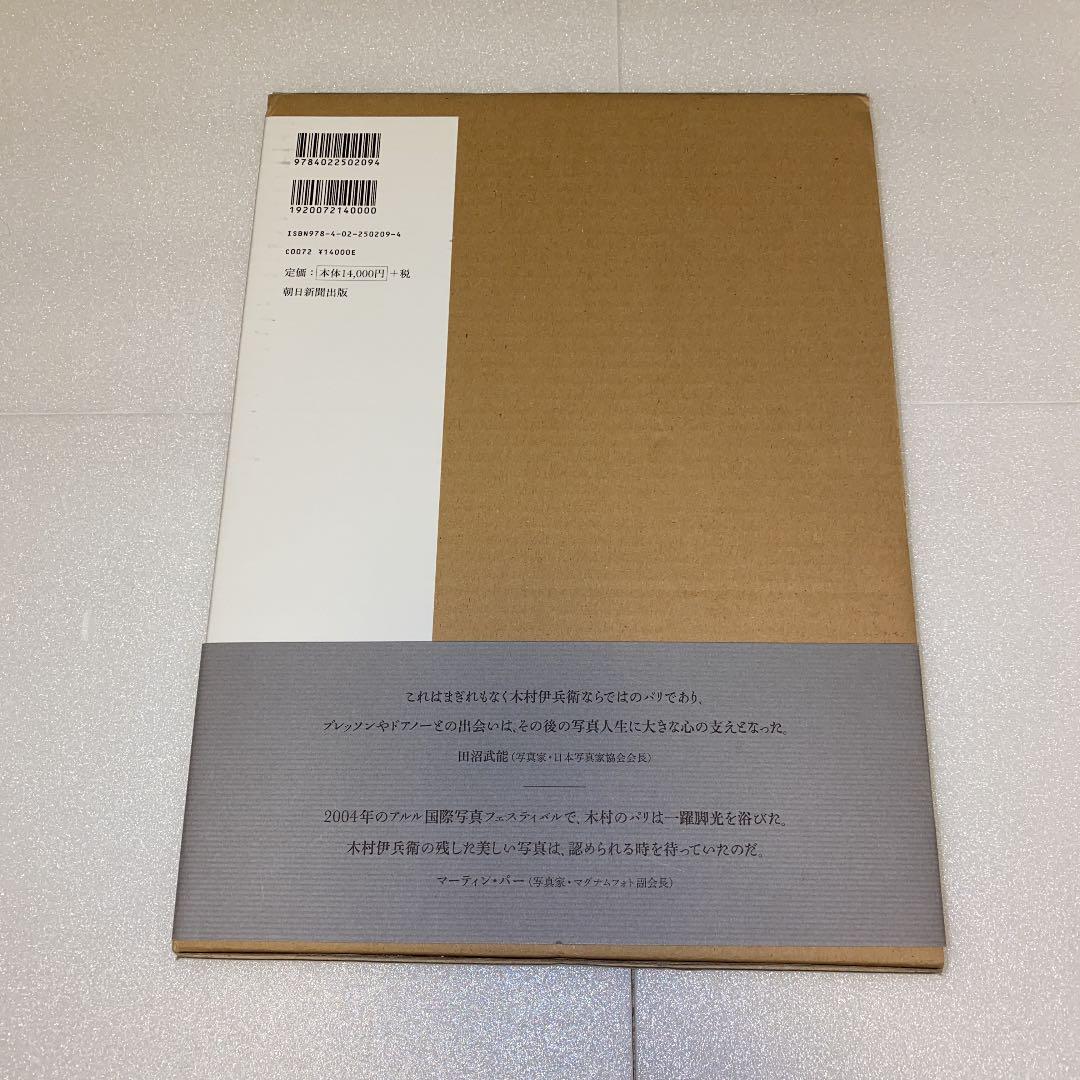 9784022502094
1920072140000
ISBN978-4-02-250209-4
C0072 ¥14000E
定価：本体14,000円＋税
朝日新聞出版
これはまぎれもなく木村伊兵衛ならではのパリであり、
ブレッソンやドアノーとの出会いは、その後の写真人生に大きな心の支えとなった。
田沼武能（写真家・日本写真家協会会長）
2004年のアルル国際写真フェスティバルで、木村のパリは一躍脚光を浴びた。
木村伊兵衛の残した美しい写真は、認められる時を待っていたのだ。
マーティン・パー（写真家・マグナムフォト副会長）